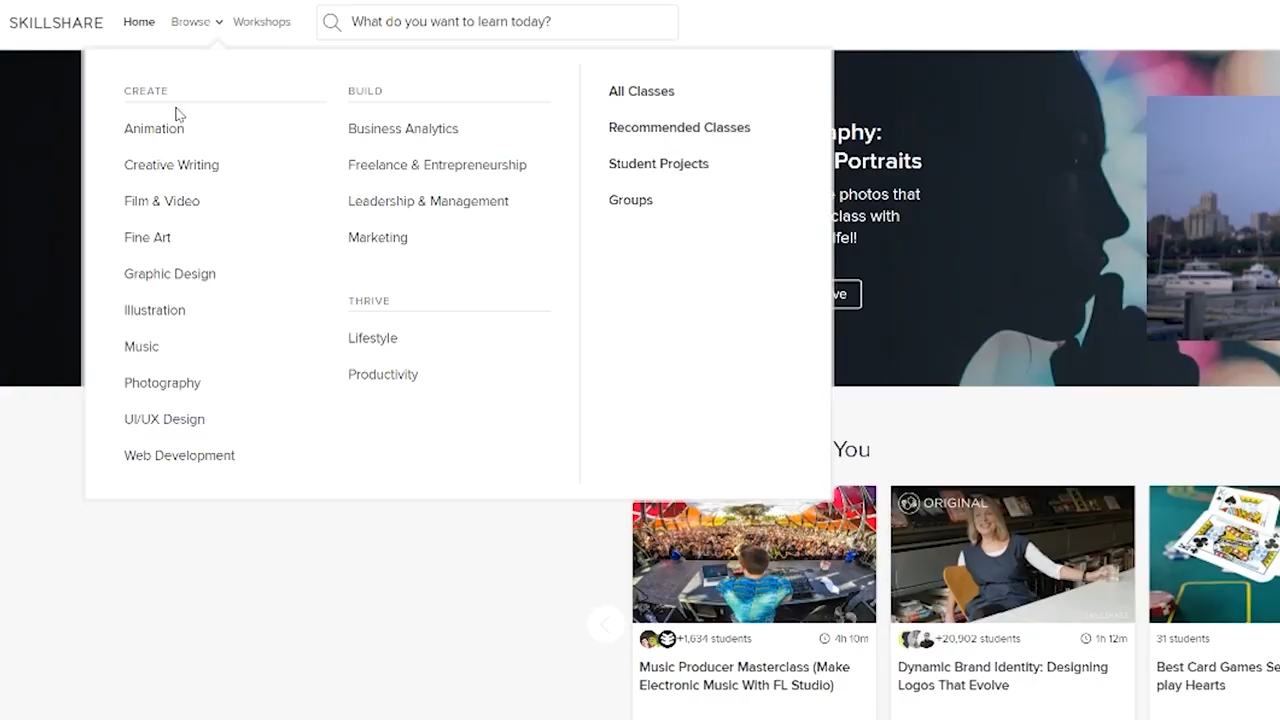 SKILLSHARE
Home
Browse
Workshops
What do you want to learn today?
CREATE
Animation
Creative Writing
Film & Video
Fine Art
Graphic Design
Illustration
Music
Photography
UI/UX Design
Web Development
BUILD
Business Analytics
Freelance & Entrepreneurship
Leadership & Management
Marketing
THRIVE
Lifestyle
Productivity
All Classes
Recommended Classes
Student Projects
Groups
aphy:
Portraits
photos that
class with
ifel!
ve
You
+1,634 students
4h 10m
Music Producer Masterclass (Make
Electronic Music With FL Studio)
ORIGINAL
SKILLSHARE
+20,902 students
1h 12m
Dynamic Brand Identity: Designing
Logos That Evolve
31 students
Best Card Games Se
play Hearts